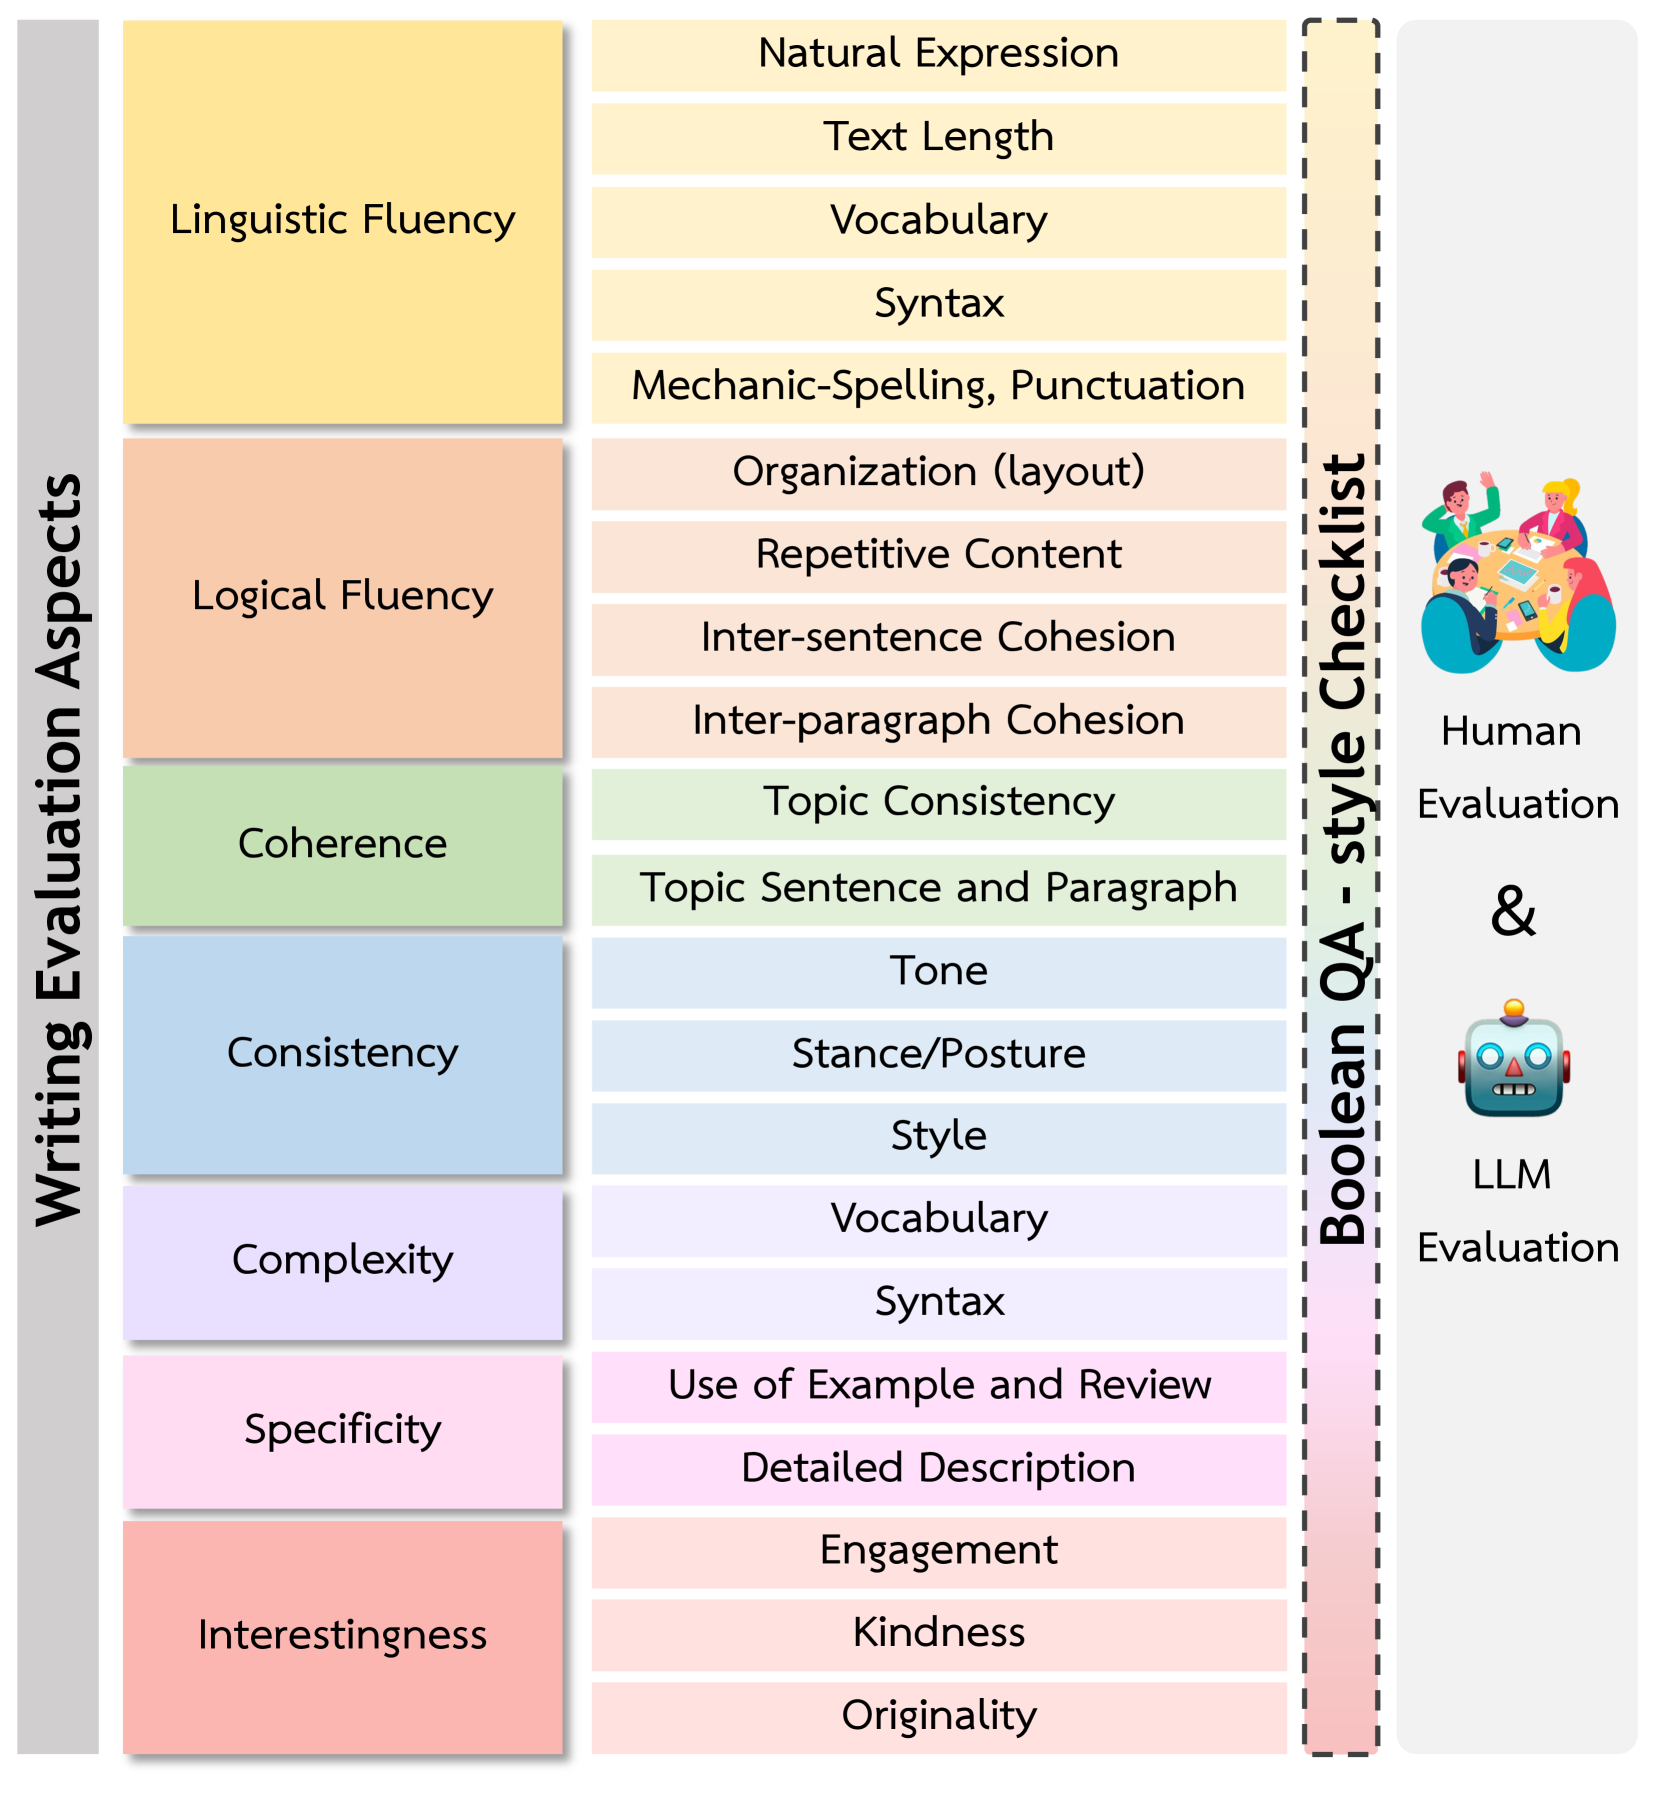 Writing Evaluation Aspects
Linguistic Fluency
Natural Expression
Text Length
Vocabulary
Syntax
Mechanic-Spelling, Punctuation
Logical Fluency
Organization (layout)
Repetitive Content
Inter-sentence Cohesion
Inter-paragraph Cohesion
Coherence
Topic Consistency
Topic Sentence and Paragraph
Consistency
Tone
Stance/Posture
Style
Complexity
Vocabulary
Syntax
Specificity
Use of Example and Review
Detailed Description
Interestingness
Engagement
Kindness
Originality
Boolean QA - style Checklist
Human
Evaluation
&
LLM
Evaluation